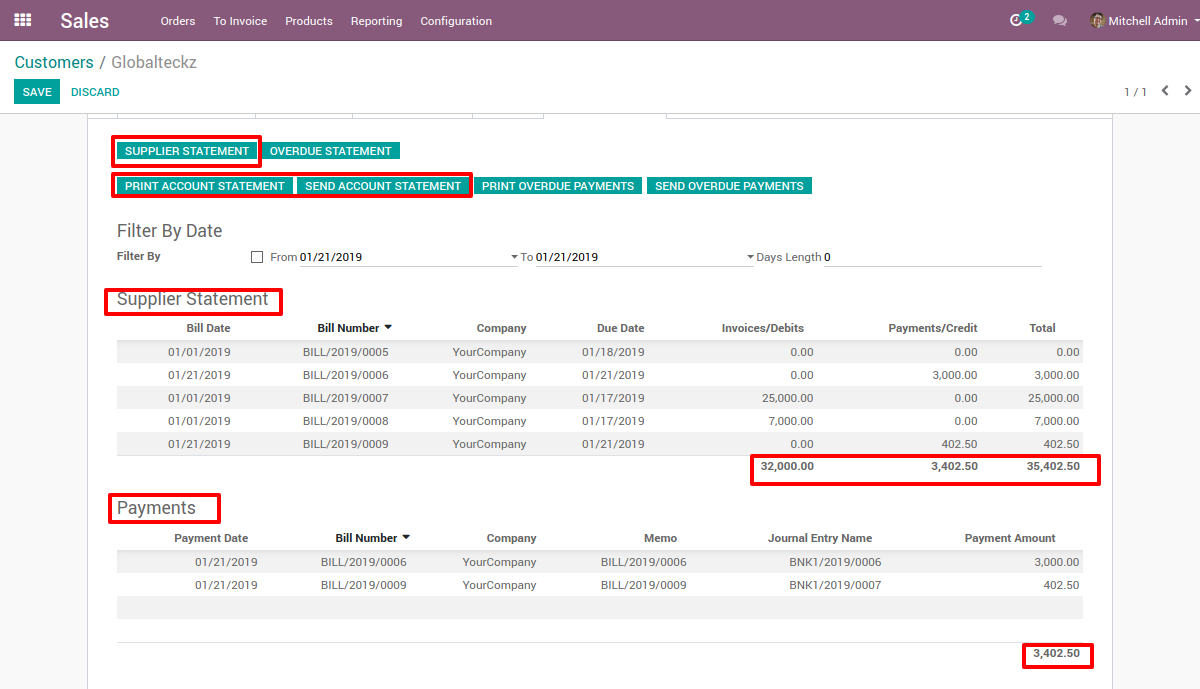 Sales Orders To Invoice Products Reporting Configuration 2 Mitchell Admin
Customers / Globalteckz
SAVE DISCARD 1 / 1
SUPPLIER STATEMENT OVERDUE STATEMENT
PRINT ACCOUNT STATEMENT SEND ACCOUNT STATEMENT PRINT OVERDUE PAYMENTS SEND OVERDUE PAYMENTS
Filter By Date
Filter By From 01/21/2019 To 01/21/2019 Days Length 0
Supplier Statement
Bill Date Bill Number Company Due Date Invoices/Debits Payments/Credit Total
01/01/2019 BILL/2019/0005 YourCompany 01/18/2019 0.00 0.00 0.00
01/21/2019 BILL/2019/0006 YourCompany 01/21/2019 0.00 3,000.00 3,000.00
01/01/2019 BILL/2019/0007 YourCompany 01/17/2019 25,000.00 0.00 25,000.00
01/01/2019 BILL/2019/0008 YourCompany 01/17/2019 7,000.00 0.00 7,000.00
01/21/2019 BILL/2019/0009 YourCompany 01/21/2019 0.00 402.50 402.50
32,000.00 3,402.50 35,402.50
Payments
Payment Date Bill Number Company Memo Journal Entry Name Payment Amount
01/21/2019 BILL/2019/0006 YourCompany BILL/2019/0006 BNK1/2019/0006 3,000.00
01/21/2019 BILL/2019/0009 YourCompany BILL/2019/0009 BNK1/2019/0007 402.50
3,402.50